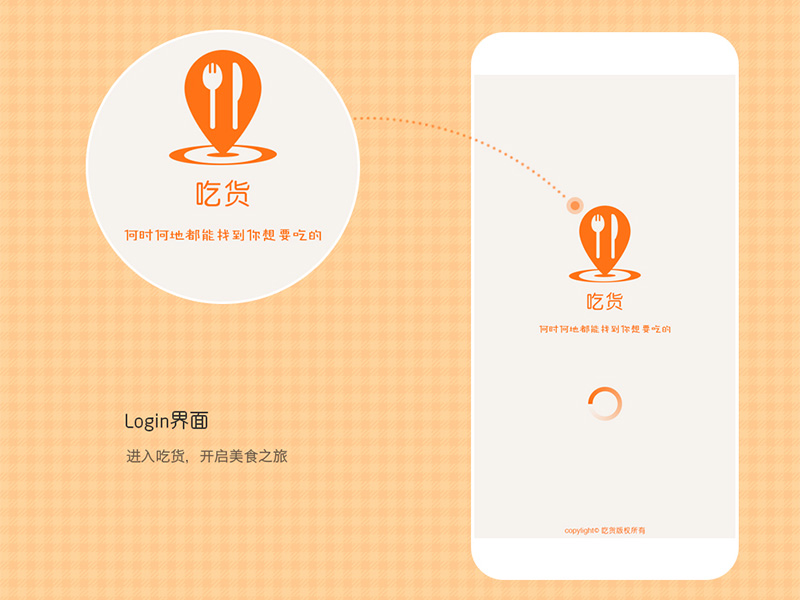 吃货
何时何地都能找到你想要吃的
Login界面
进入吃货，开启美食之旅
吃货
何时何地都能找到你想要吃的
copylight© 吃货版权所有